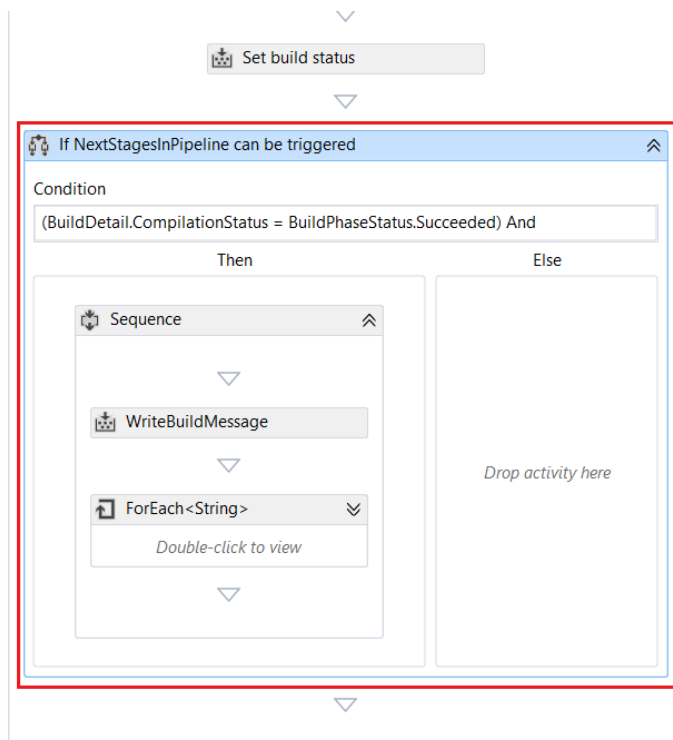 Set build status
If NextStagesInPipeline can be triggered
Condition
(BuildDetail.CompilationStatus = BuildPhaseStatus.Succeeded) And
Then
Else
Sequence
WriteBuildMessage
Drop activity here
ForEach<String>
Double-click to view